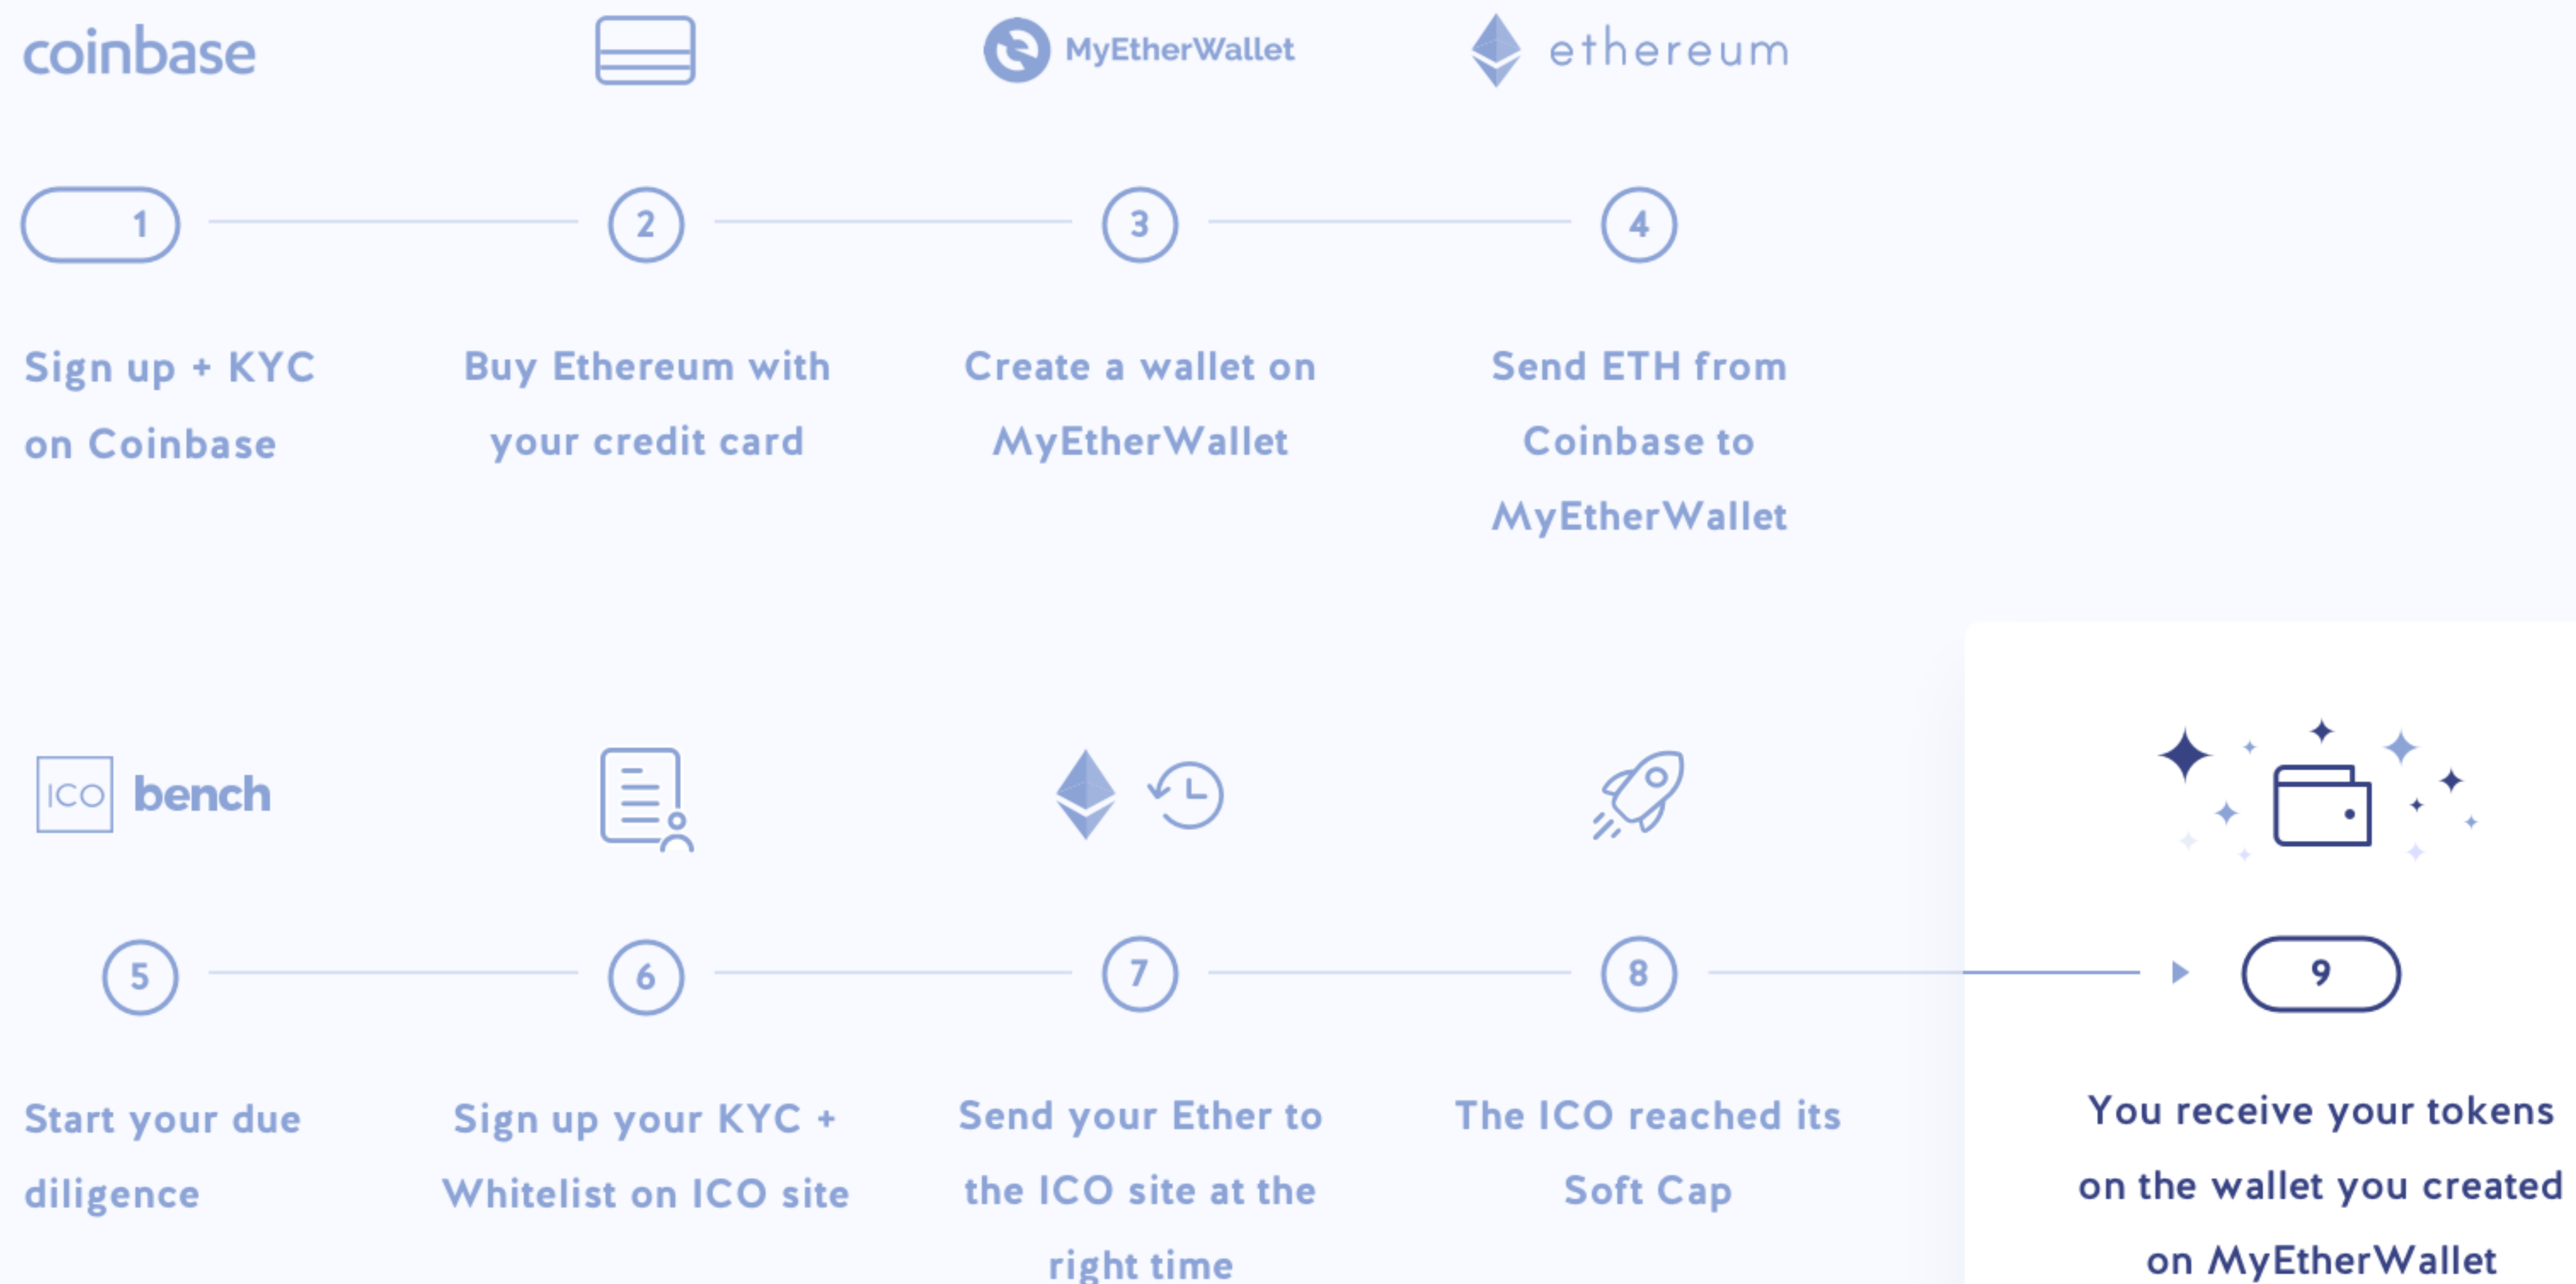 coinbase
MyEtherWallet
ethereum
1
2
3
4
Sign up + KYC
on Coinbase
Buy Ethereum with
your credit card
Create a wallet on
MyEtherWallet
Send ETH from
Coinbase to
MyEtherWallet
ICO bench
5
6
7
8
9
Start your due
diligence
Sign up your KYC +
Whitelist on ICO site
Send your Ether to
the ICO site at the
right time
The ICO reached its
Soft Cap
You receive your tokens
on the wallet you created
on MyEtherWallet